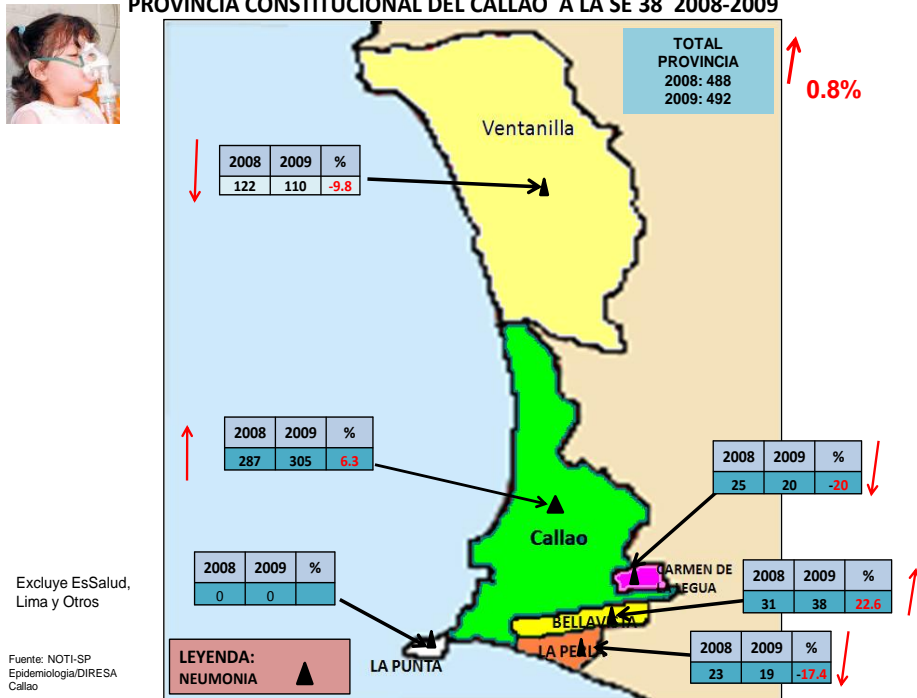 PROVINCIA CONSTITUCIONAL DEL CALLAO A LA SE 38 2008-2009
TOTAL
PROVINCIA
2008: 488
2009: 492
0.8%
Ventanilla
2008 2009 %
122 110 -9.8
2008 2009 %
287 305 6.3
Callao
2008 2009 %
25 20 -20
CARMEN DE
LA LEGUA
2008 2009 %
0 0
2008 2009 %
31 38 22.6
BELLAVISTA
LA PERLA
2008 2009 %
23 19 -17.4
LA PUNTA
Excluye EsSalud,
Lima y Otros
LEYENDA:
NEUMONIA
Fuente: NOTI-SP
Epidemiologia/DIRESA
Callao